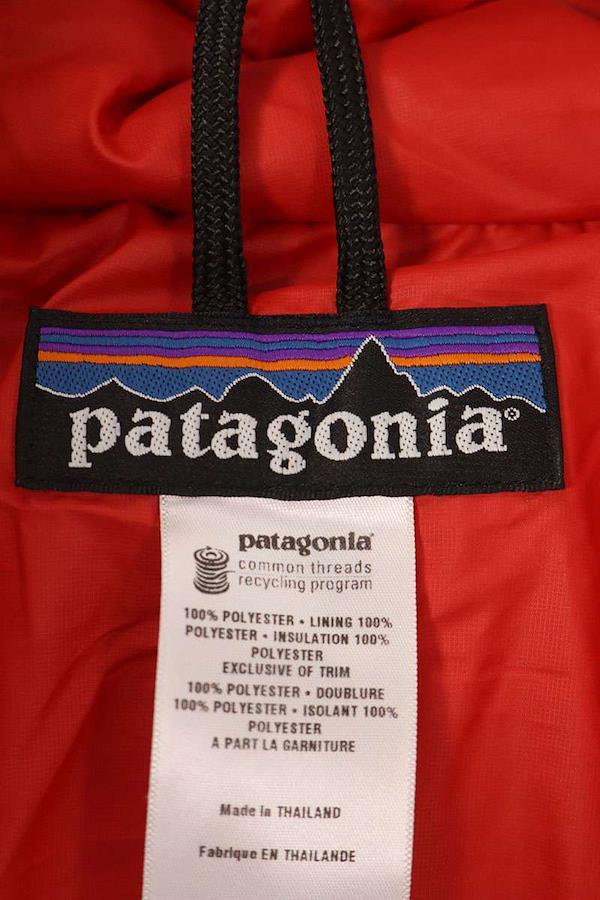 patagonia®
patagonia®
common threads
recycling program
100% POLYESTER • LINING 100%
POLYESTER • INSULATION 100%
POLYESTER
EXCLUSIVE OF TRIM
100% POLYESTER • DOUBLURE
100% POLYESTER • ISOLANT 100%
POLYESTER
A PART LA GARNITURE
Made in THAILAND
Fabrique EN THAILANDE